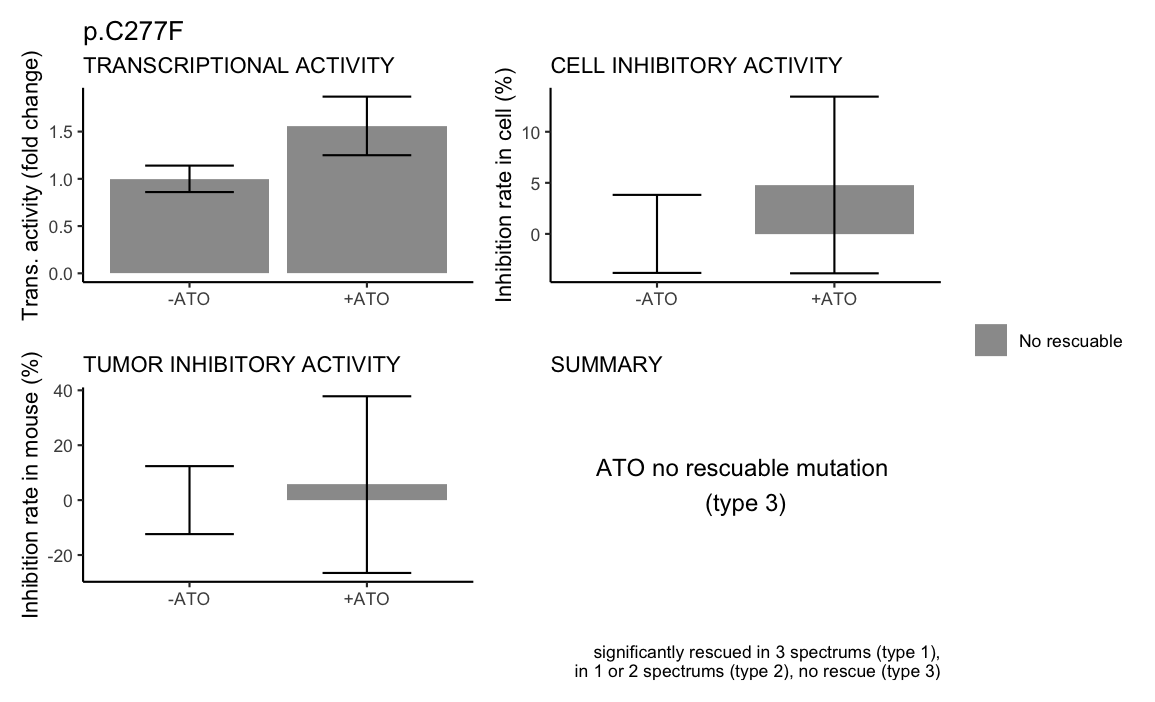 p.C277F
TRANSCRIPTIONAL ACTIVITY
Trans. activity (fold change)
1.5
1.0
0.5
0.0
-ATO
+ATO
CELL INHIBITORY ACTIVITY
Inhibition rate in cell (%)
10
5
0
-ATO
+ATO
No rescuable
TUMOR INHIBITORY ACTIVITY
Inhibition rate in mouse (%)
40
20
0
-20
-ATO
+ATO
SUMMARY
ATO no rescuable mutation
(type 3)
significantly rescued in 3 spectrums (type 1),
in 1 or 2 spectrums (type 2), no rescue (type 3)